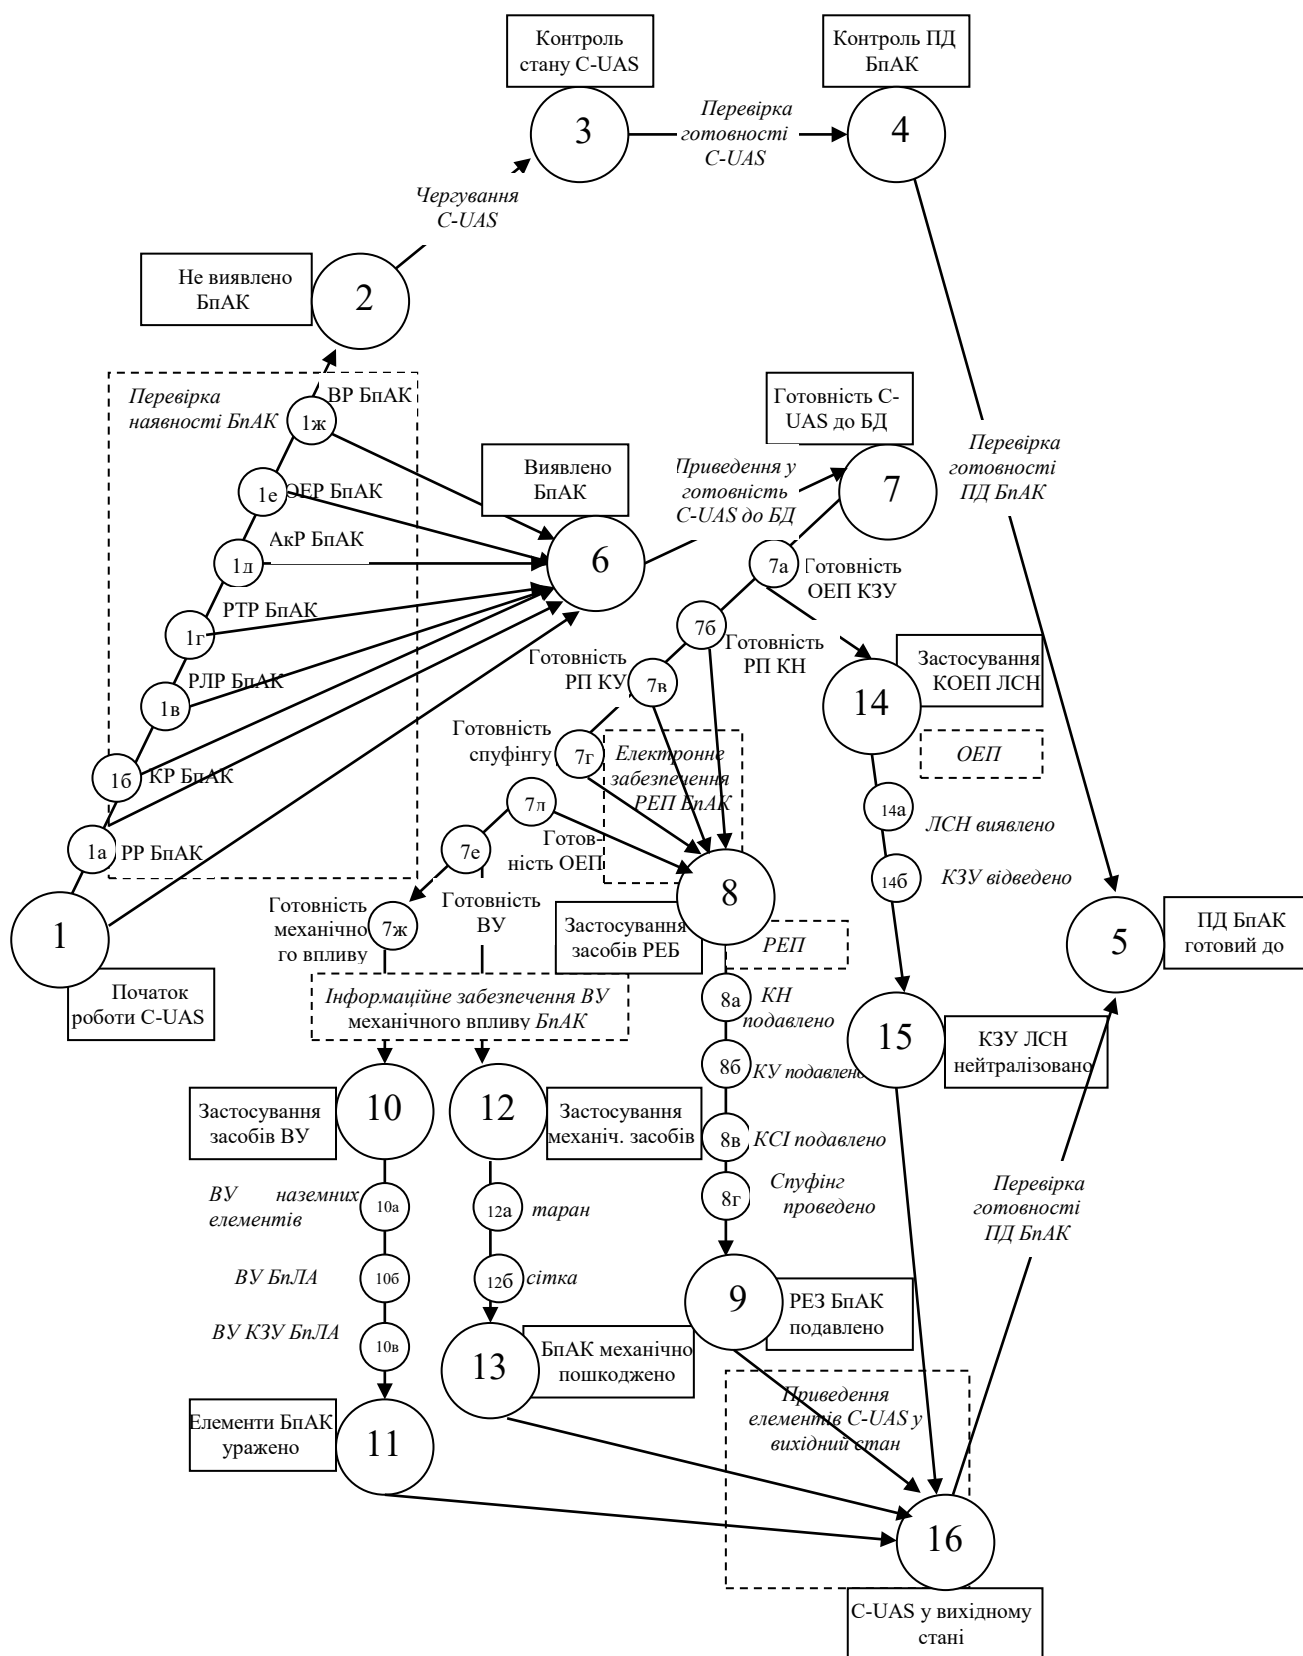 Контроль
стану C-UAS
Контроль ПД
БпАК
3
Перевірка
готовності
C-UAS
4
Чергування
C-UAS
Не виявлено
БпАК
2
Перевірка
наявності БпАК
ВР БпАК
1ж
Готовність C-
UAS до БД
Виявлено
БпАК
Приведення у
готовність
C-UAS до БД
7
Перевірка
готовності
ПД БпАК
1е
ОЕР БпАК
АкР БпАК
1д
6
7а
Готовність
ОЕП КЗУ
РТР БпАК
1г
7б
Готовність
РП КН
Готовність
РП КУ
7в
Застосування
КОЕП ЛСН
14
РЛР БпАК
1в
Готовність
спуфінгу
7г
Електронне
забезпечення
РЕП БпАК
ОЕП
1б
КР БпАК
7д
14а
ЛСН виявлено
1а
РР БпАК
7е
Готов-
ність ОЕП
14б
КЗУ відведено
Готовність
механічно
го впливу
7ж
Готовність
ВУ
8
Застосування
засобів РЕБ
РЕП
5
ПД БпАК
готовий до
1
Початок
роботи C-UAS
Інформаційне забезпечення ВУ
механічного впливу БпАК
8а
КН
подавлено
15
КЗУ ЛСН
нейтралізовано
8б
КУ подавлено
Застосування
засобів ВУ
10
12
Застосування
механіч. засобів
8в
КСІ подавлено
ВУ наземних
елементів
10а
12а
таран
8г
Спуфінг
проведено
Перевірка
готовності
ПД БпАК
ВУ БпЛА
10б
12б
сітка
9
РЕЗ БпАК
подавлено
ВУ КЗУ БпЛА
10в
13
БпАК механічно
пошкоджено
Приведення
елементів C-UAS у
вихідний стан
Елементи БпАК
уражено
11
16
C-UAS у вихідному
стані